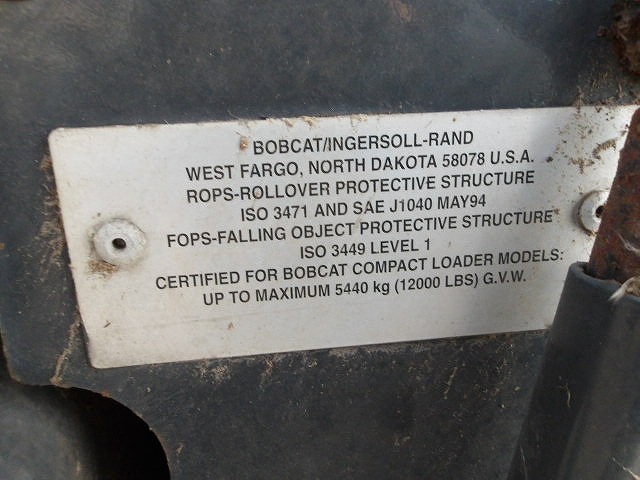 BOBCAT/INGERSOLL-RAND
WEST FARGO, NORTH DAKOTA 58078 U.S.A.
ROPS-ROLLOVER PROTECTIVE STRUCTURE
ISO 3471 AND SAE J1040 MAY94
FOPS-FALLING OBJECT PROTECTIVE STRUCTURE
ISO 3449 LEVEL 1
CERTIFIED FOR BOBCAT COMPACT LOADER MODELS:
UP TO MAXIMUM 5440 kg (12000 LBS) G.V.W.